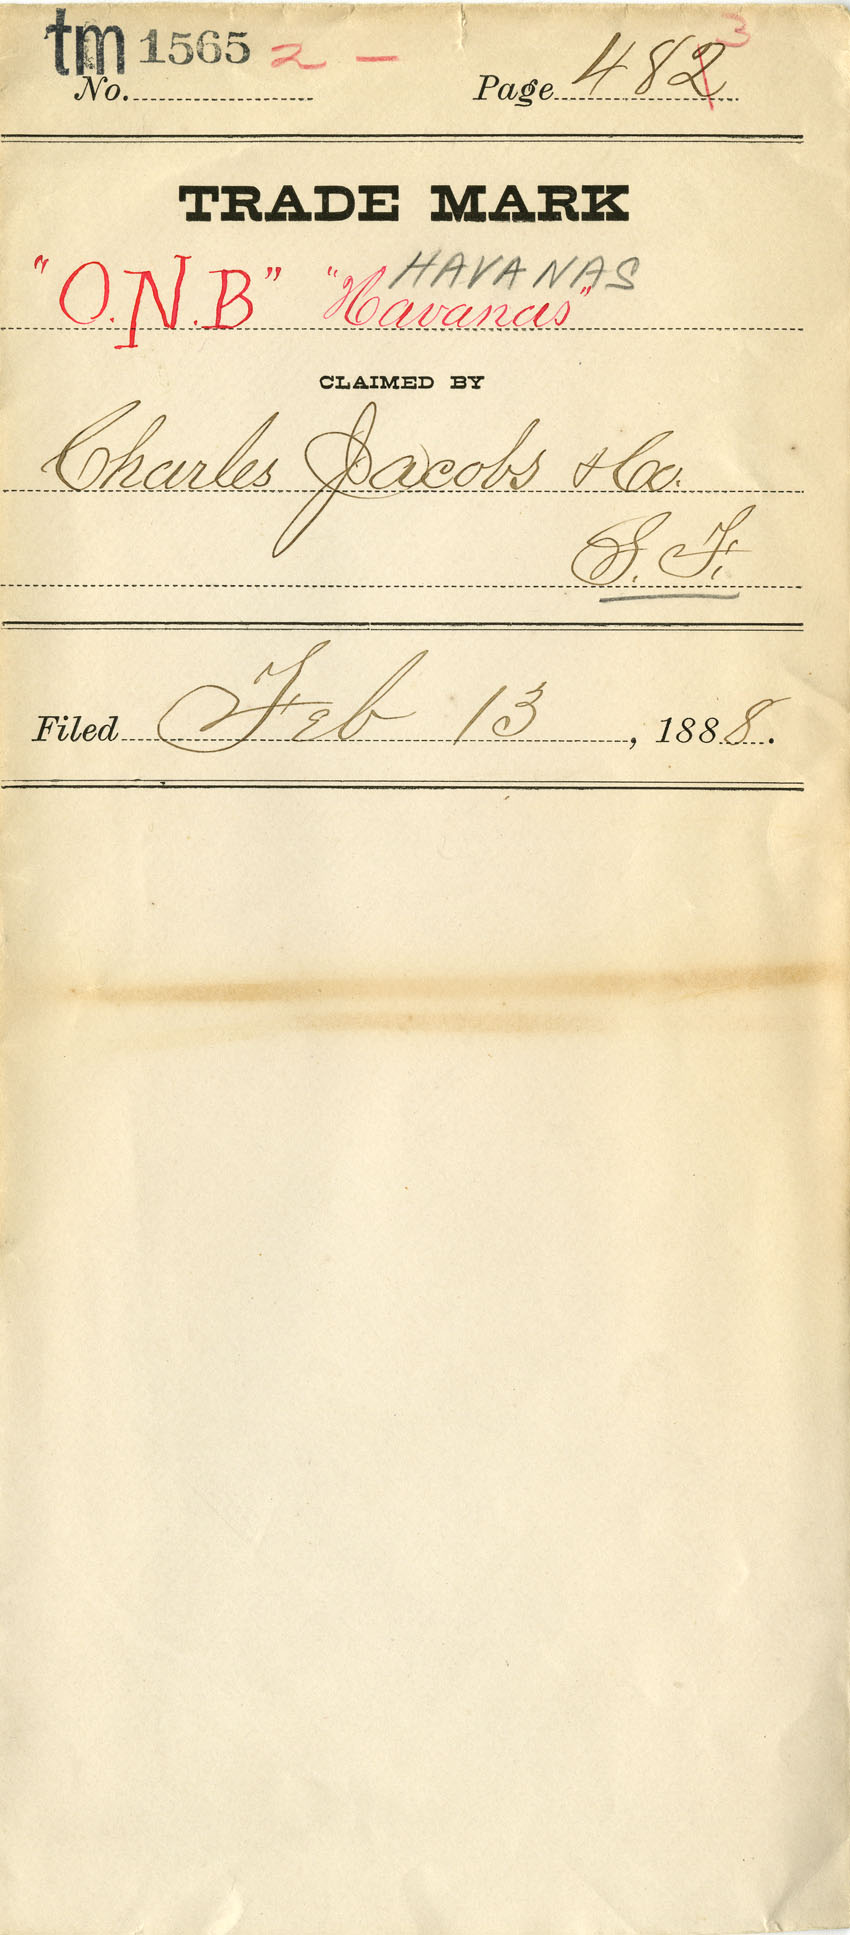 tm 1565 2 -
No. Page 482 3
TRADE MARK
HAVANAS
"O.N.B" "Havanas"
CLAIMED BY
Charles Jacobs & Co.
S. F.
Filed Feb 13, 1888.